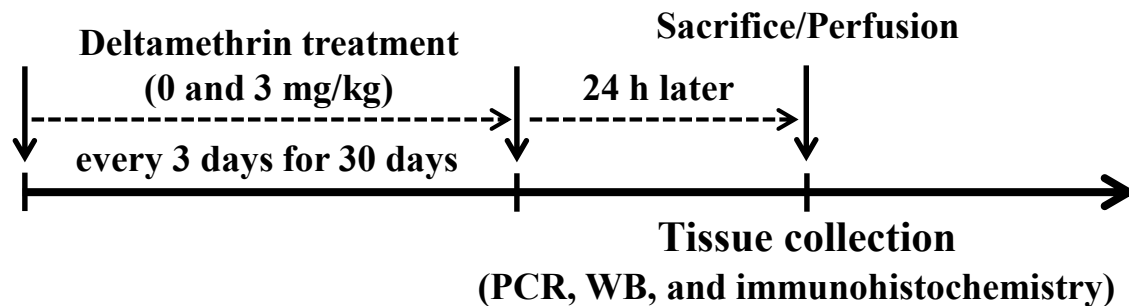 Deltamethrin treatment
(0 and 3 mg/kg)
every 3 days for 30 days
24 h later
Sacrifice/Perfusion
Tissue collection
(PCR, WB, and immunohistochemistry)